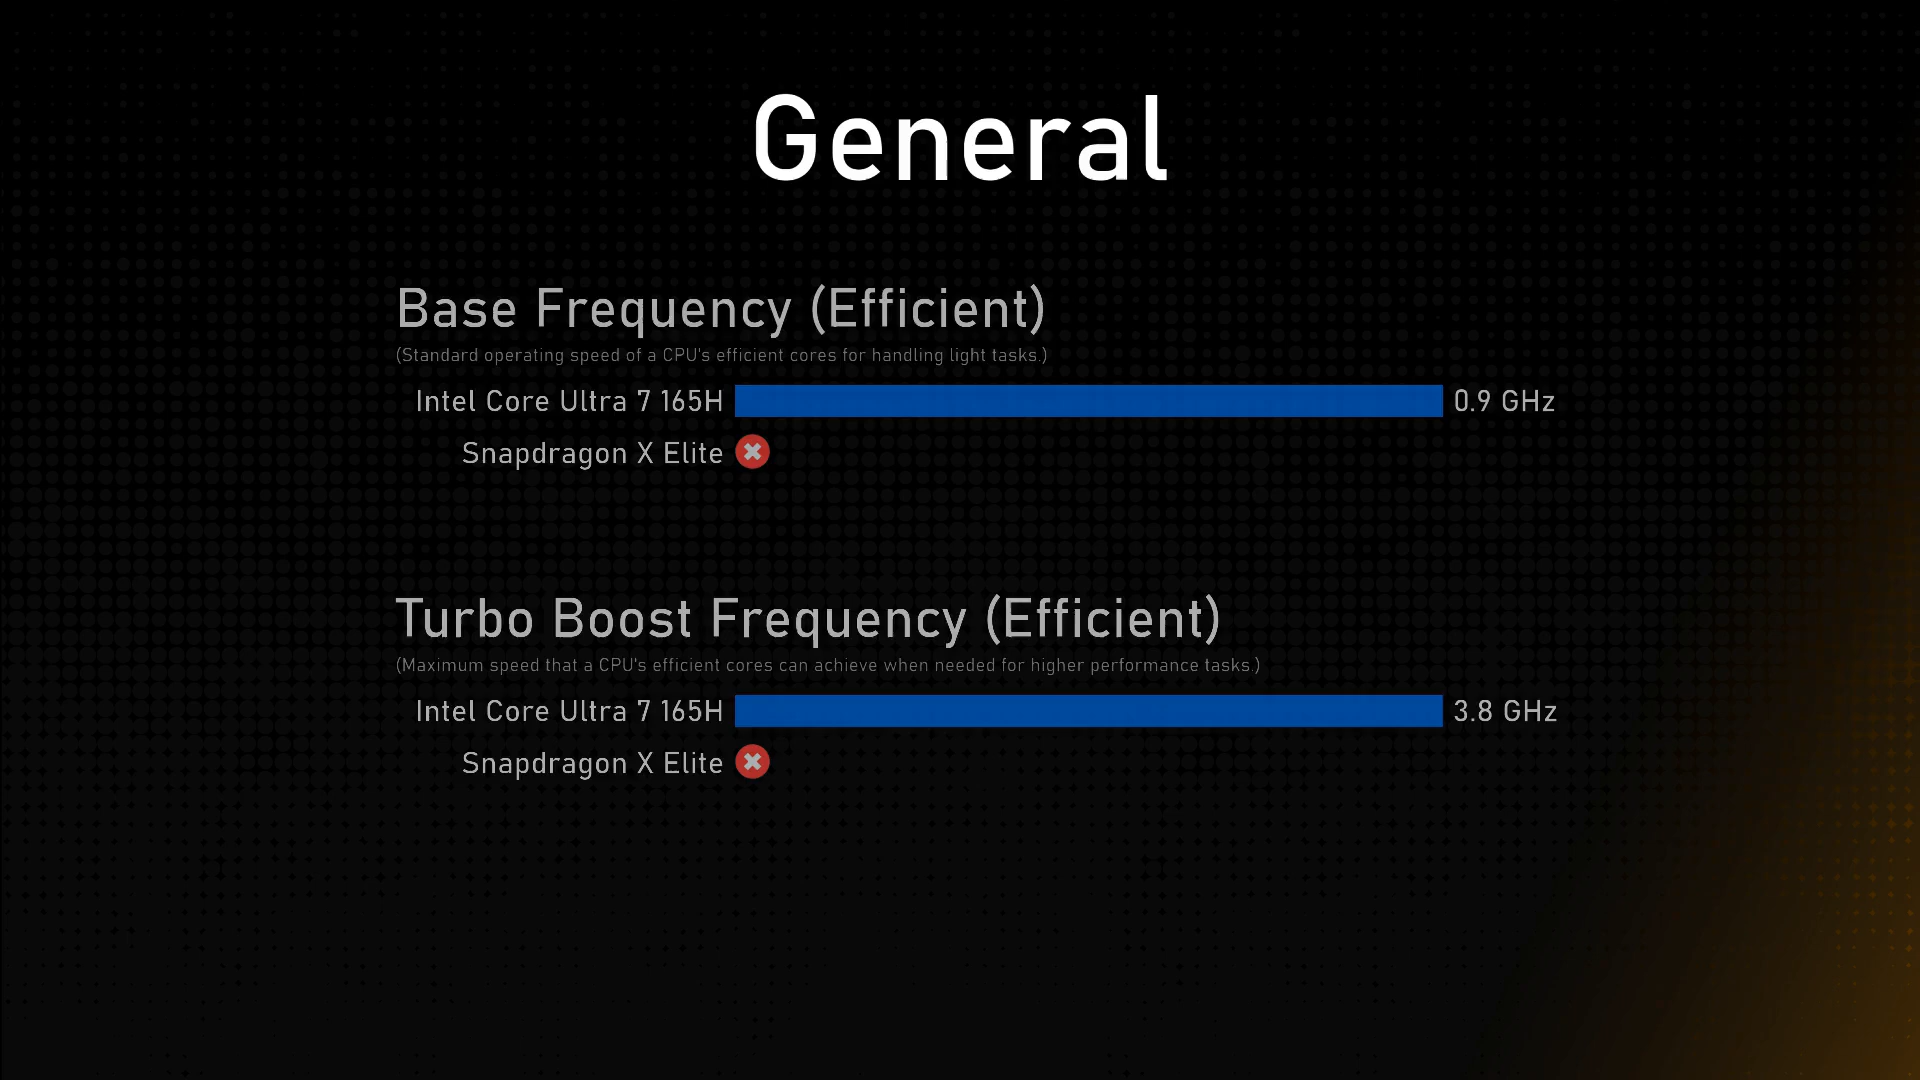 General
Base Frequency (Efficient)
(Standard operating speed of a CPU's efficient cores for handling light tasks.)
Intel Core Ultra 7 165H 0.9 GHz
Snapdragon X Elite
Turbo Boost Frequency (Efficient)
(Maximum speed that a CPU's efficient cores can achieve when needed for higher performance tasks.)
Intel Core Ultra 7 165H 3.8 GHz
Snapdragon X Elite